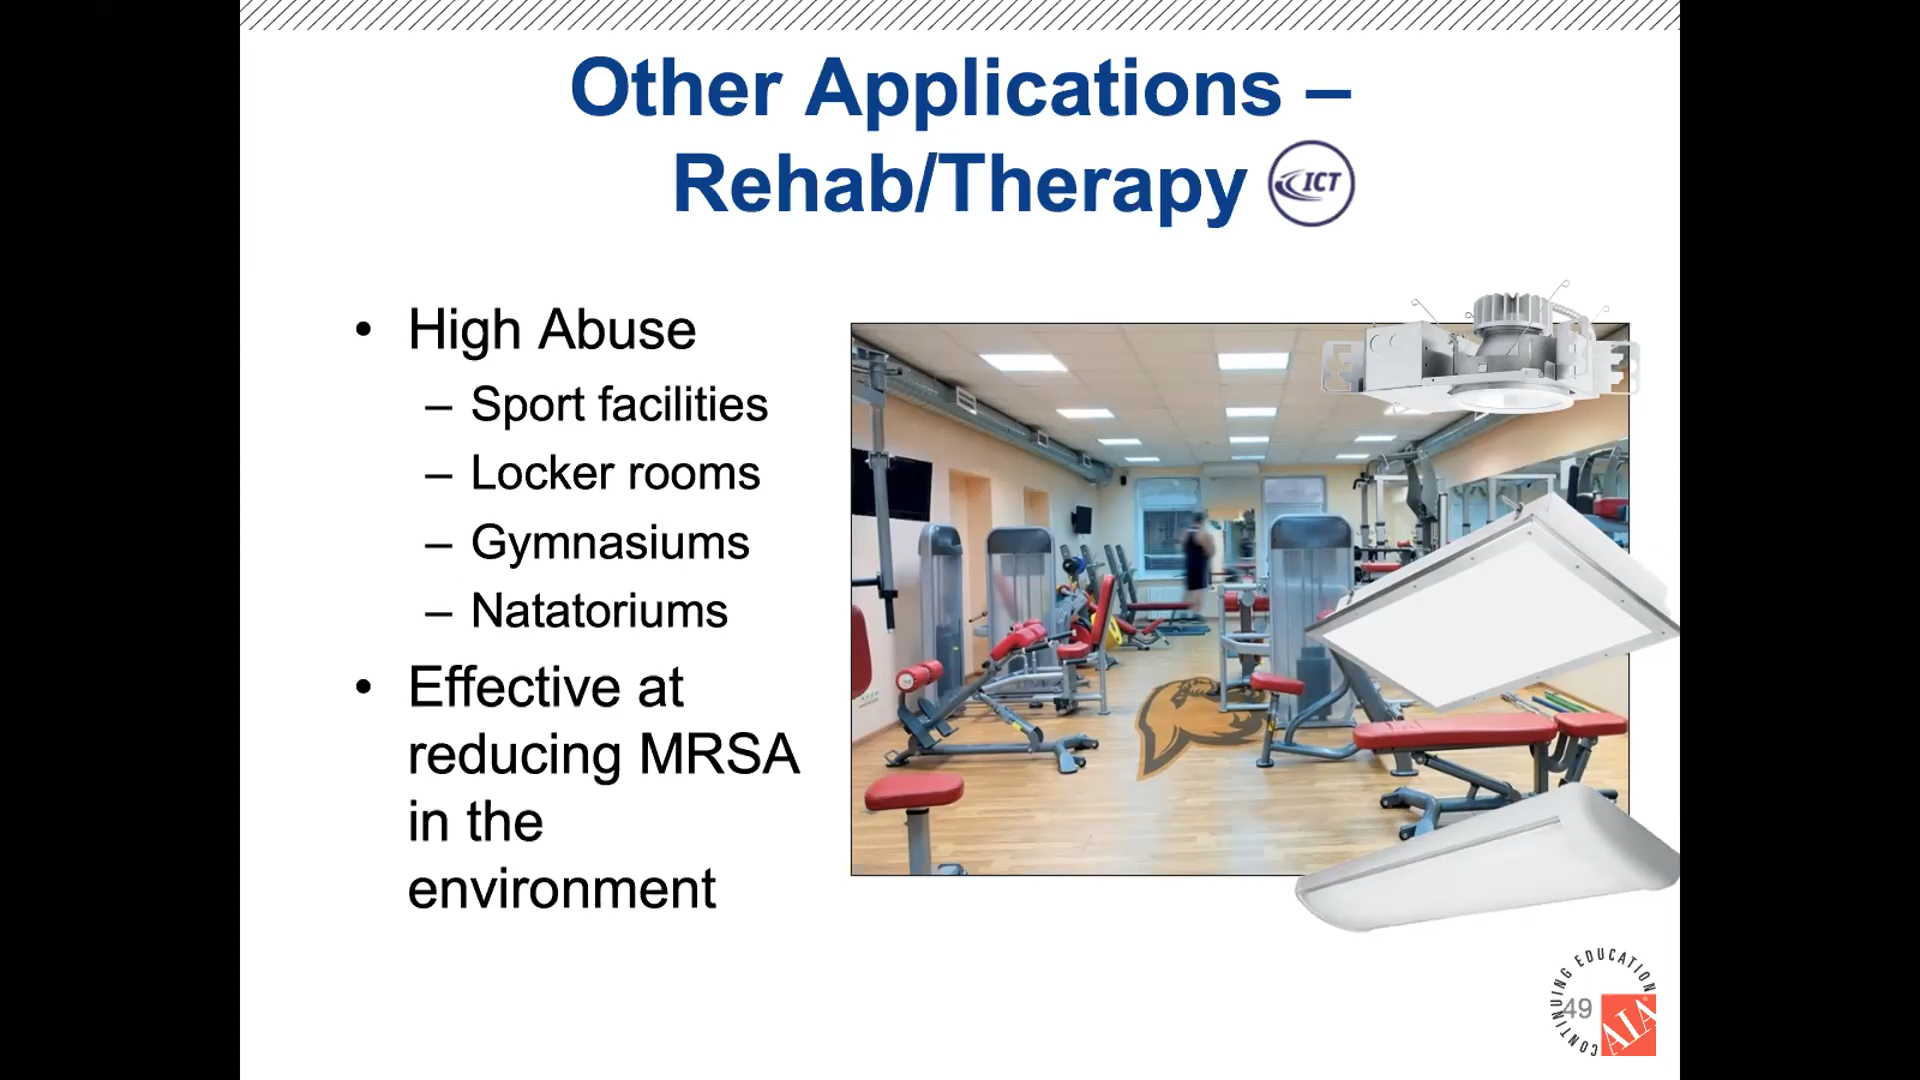 Other Applications –
Rehab/Therapy
ICT
• High Abuse
– Sport facilities
– Locker rooms
– Gymnasiums
– Natatoriums
• Effective at
reducing MRSA
in the
environment
CONTINUING EDUCATION
49
AIA